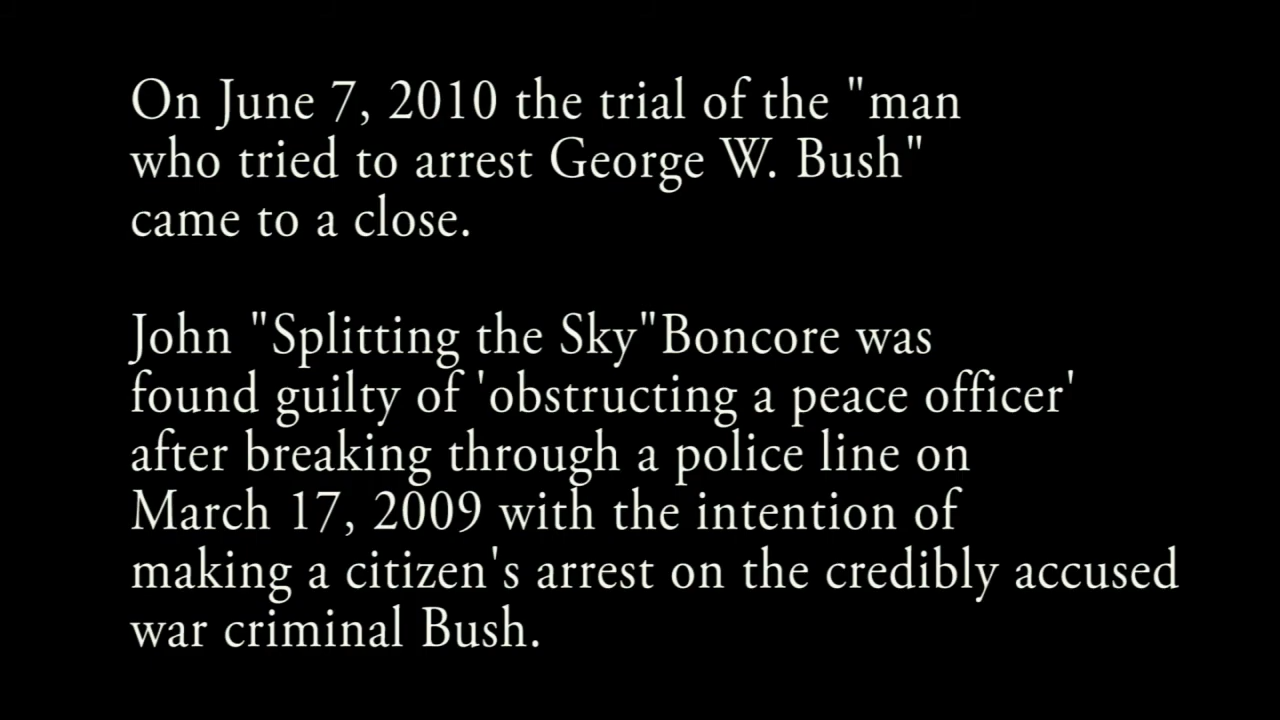 On June 7, 2010 the trial of the "man
who tried to arrest George W. Bush"
came to a close.
John "Splitting the Sky"Boncore was
found guilty of 'obstructing a peace officer'
after breaking through a police line on
March 17, 2009 with the intention of
making a citizen's arrest on the credibly accused
war criminal Bush.